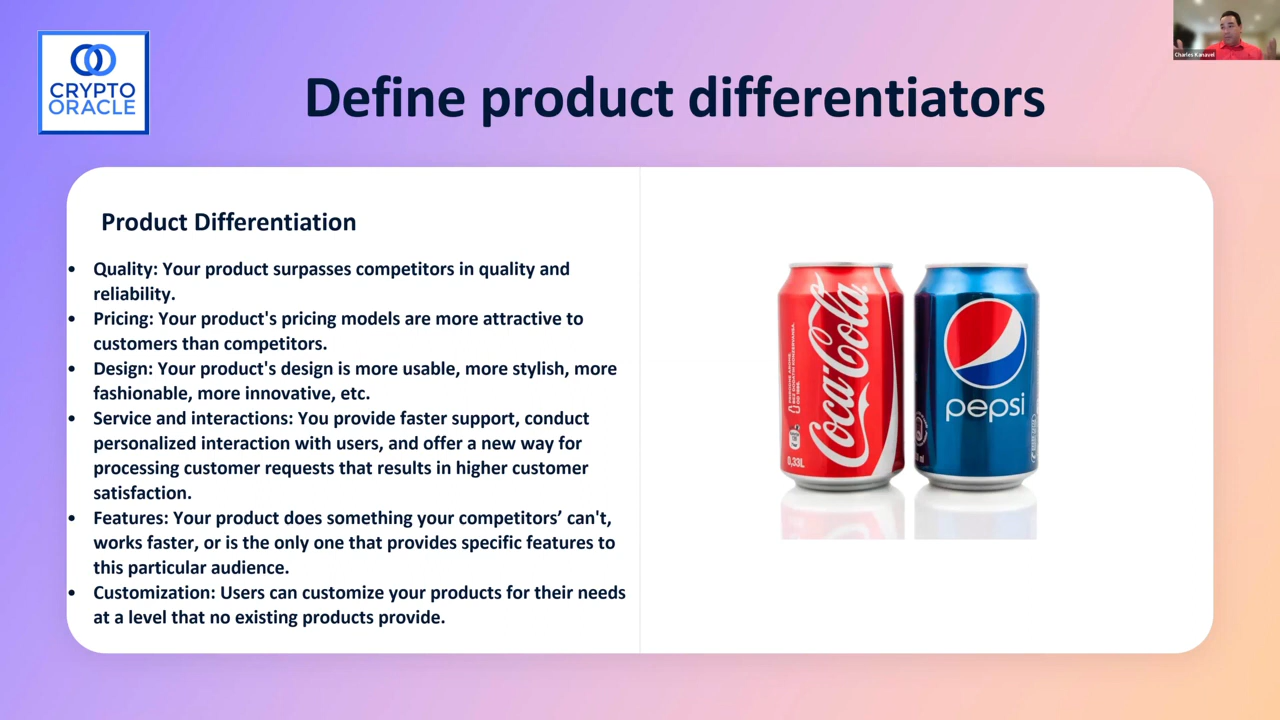 CRYPTO
ORACLE
Charles Kanavel
Define product differentiators
Product Differentiation
• Quality: Your product surpasses competitors in quality and
reliability.
• Pricing: Your product's pricing models are more attractive to
customers than competitors.
• Design: Your product's design is more usable, more stylish, more
fashionable, more innovative, etc.
• Service and interactions: You provide faster support, conduct
personalized interaction with users, and offer a new way for
processing customer requests that results in higher customer
satisfaction.
• Features: Your product does something your competitors’ can't,
works faster, or is the only one that provides specific features to
this particular audience.
• Customization: Users can customize your products for their needs
at a level that no existing products provide.
Coca-Cola
0,33L
pepsi